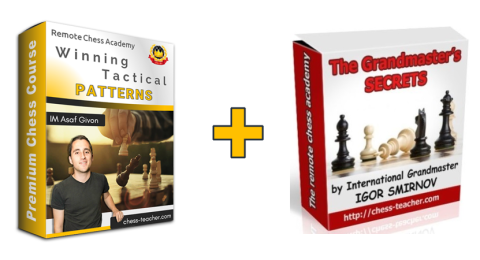 Remote Chess Academy
Winning
Tactical
PATTERNS
IM Asaf Givon
Premium Chess Course
chess-teacher.com
The Grandmaster's
SECRETS
The remote chess academy
by International Grandmaster
IGOR SMIRNOV
http://chess-teacher.com